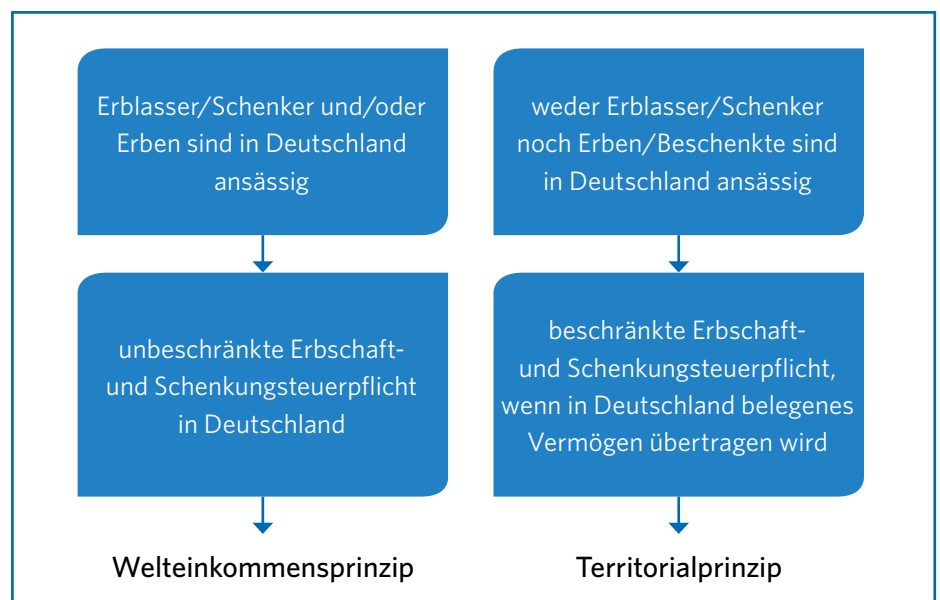 Erblasser/Schenker und/oder
Erben sind in Deutschland
ansässig
unbeschränkte Erbschaft-
und Schenkungsteuerpflicht
in Deutschland
Welteinkommensprinzip
weder Erblasser/Schenker
noch Erben/Beschenkte sind
in Deutschland ansässig
beschränkte Erbschaft-
und Schenkungsteuerpflicht,
wenn in Deutschland belegenes
Vermögen übertragen wird
Territorialprinzip